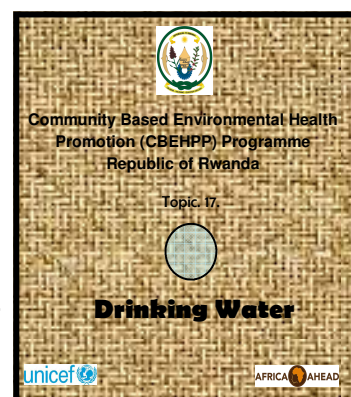 Community Based Environmental Health
Promotion (CBEHPP) Programme
Republic of Rwanda
Topic. 17.
Drinking Water
unicef
AFRICA AHEAD